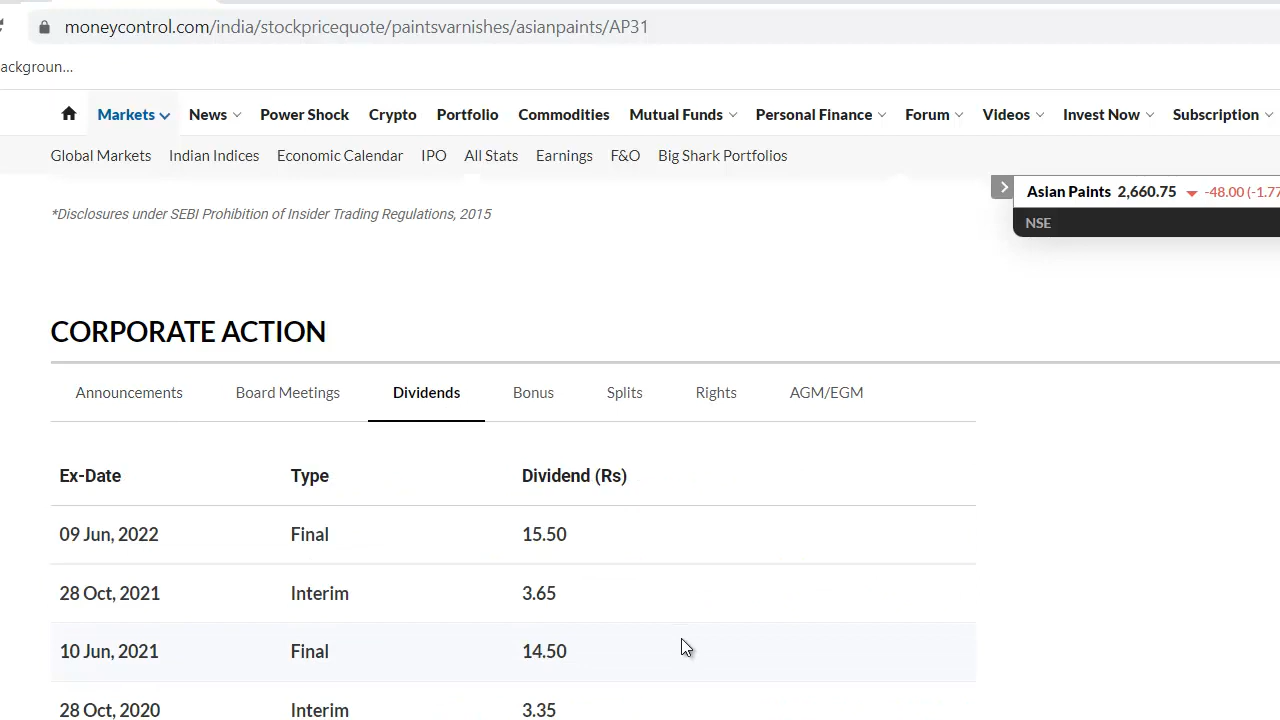 moneycontrol.com/india/stockpricequote/paintsvarnishes/asianpaints/AP31
ackgroun...
Markets News Power Shock Crypto Portfolio Commodities Mutual Funds Personal Finance Forum Videos Invest Now Subscription
Global Markets Indian Indices Economic Calendar IPO All Stats Earnings F&O Big Shark Portfolios
Asian Paints 2,660.75 -48.00 (-1.77
NSE
*Disclosures under SEBI Prohibition of Insider Trading Regulations, 2015
CORPORATE ACTION
Announcements Board Meetings Dividends Bonus Splits Rights AGM/EGM
Ex-Date Type Dividend (Rs)
09 Jun, 2022 Final 15.50
28 Oct, 2021 Interim 3.65
10 Jun, 2021 Final 14.50
28 Oct, 2020 Interim 3.35